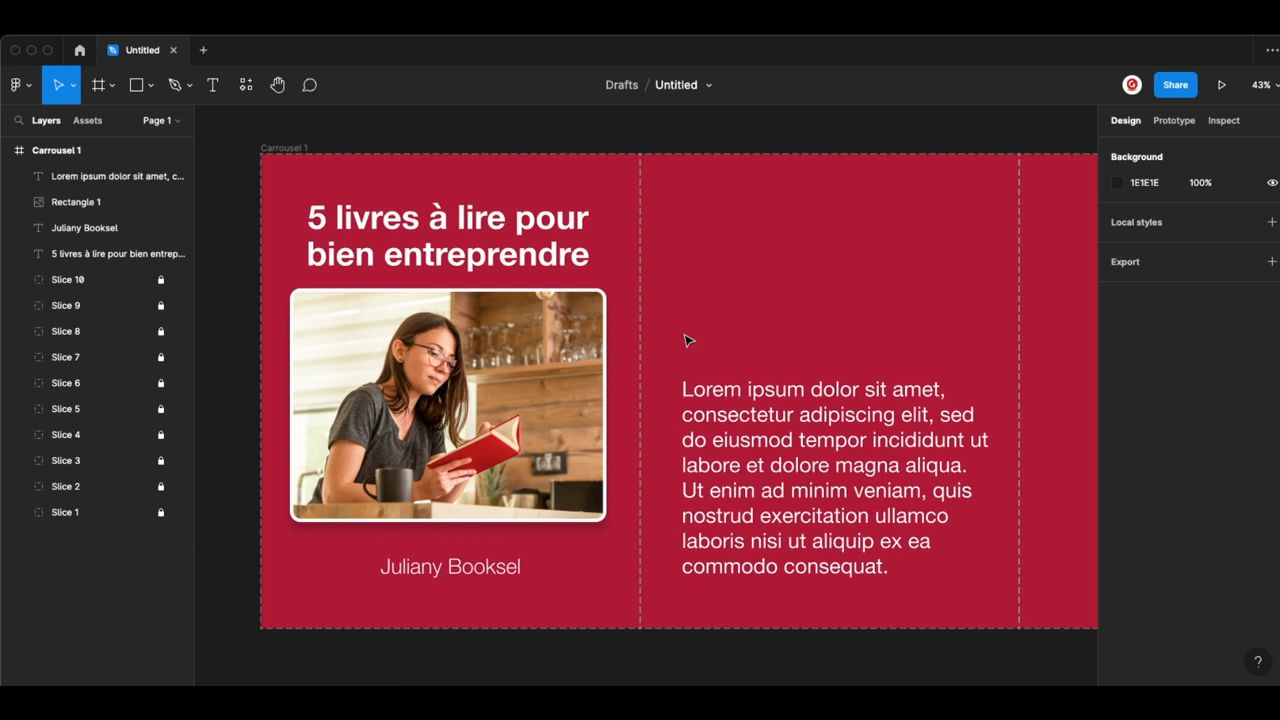 Untitled
Drafts / Untitled
Share
43%
Layers
Assets
Page 1
Design
Prototype
Inspect
Carrousel 1
Lorem ipsum dolor sit amet, c...
Rectangle 1
Juliany Booksel
5 livres à lire pour bien entrep...
Slice 10
Slice 9
Slice 8
Slice 7
Slice 6
Slice 5
Slice 4
Slice 3
Slice 2
Slice 1
Carrousel 1
5 livres à lire pour
bien entreprendre
Juliany Booksel
Lorem ipsum dolor sit amet,
consectetur adipiscing elit, sed
do eiusmod tempor incididunt ut
labore et dolore magna aliqua.
Ut enim ad minim veniam, quis
nostrud exercitation ullamco
laboris nisi ut aliquip ex ea
commodo consequat.
Background
1E1E1E
100%
Local styles
Export
?